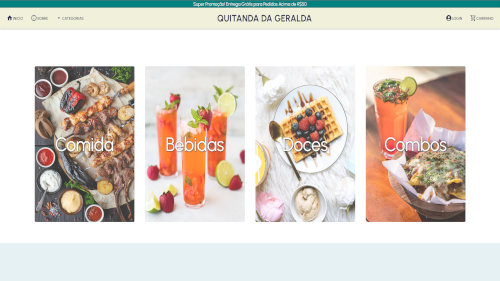 Super Promoção! Entrega Grátis para Pedidos Acima de R$50
INÍCIO SOBRE CATEGORIAS QUITANDA DA GERALDA LOGIN CARRINHO
Comida Bebidas Doces Combos